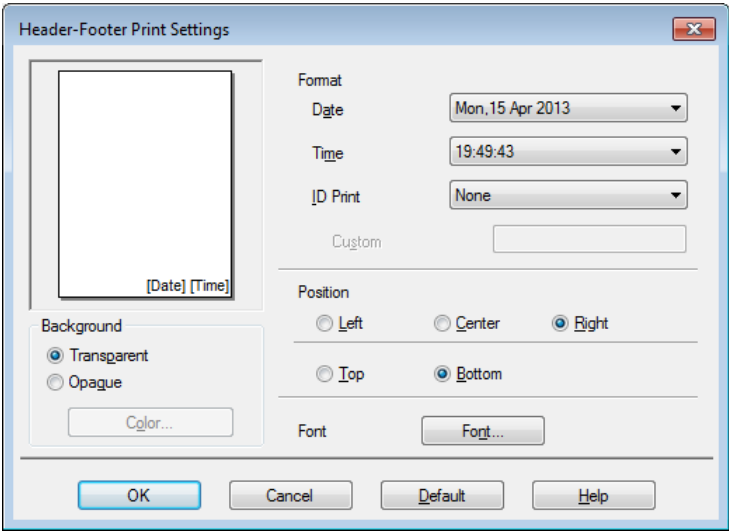 Header-Footer Print Settings
Format
Date
Mon,15 Apr 2013
Time
19:49:43
ID Print
None
Custom
[Date] [Time]
Position
Left
Center
Right
Background
Transparent
Opaque
Color...
Top
Bottom
Font
Font...
OK
Cancel
Default
Help